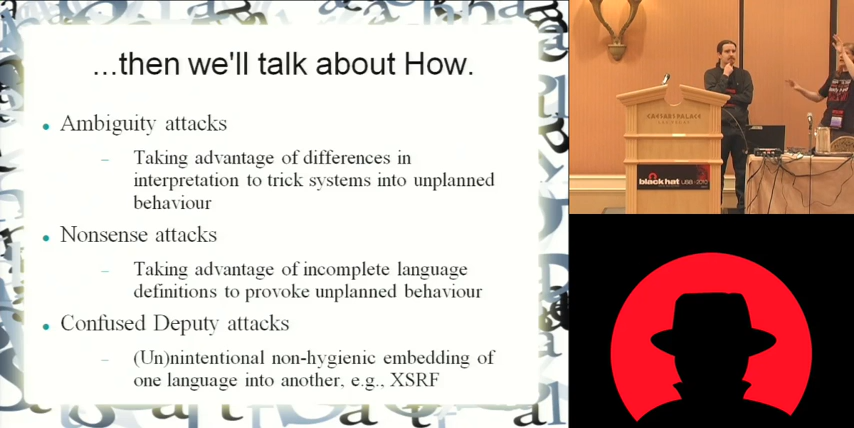 ...then we'll talk about How.
Ambiguity attacks
Taking advantage of differences in
interpretation to trick systems into unplanned
behaviour
Nonsense attacks
Taking advantage of incomplete language
definitions to provoke unplanned behaviour
Confused Deputy attacks
(Un)nintentional non-hygienic embedding of
one language into another, e.g., XSRF
CAESARS PALACE
black hat USA 2010